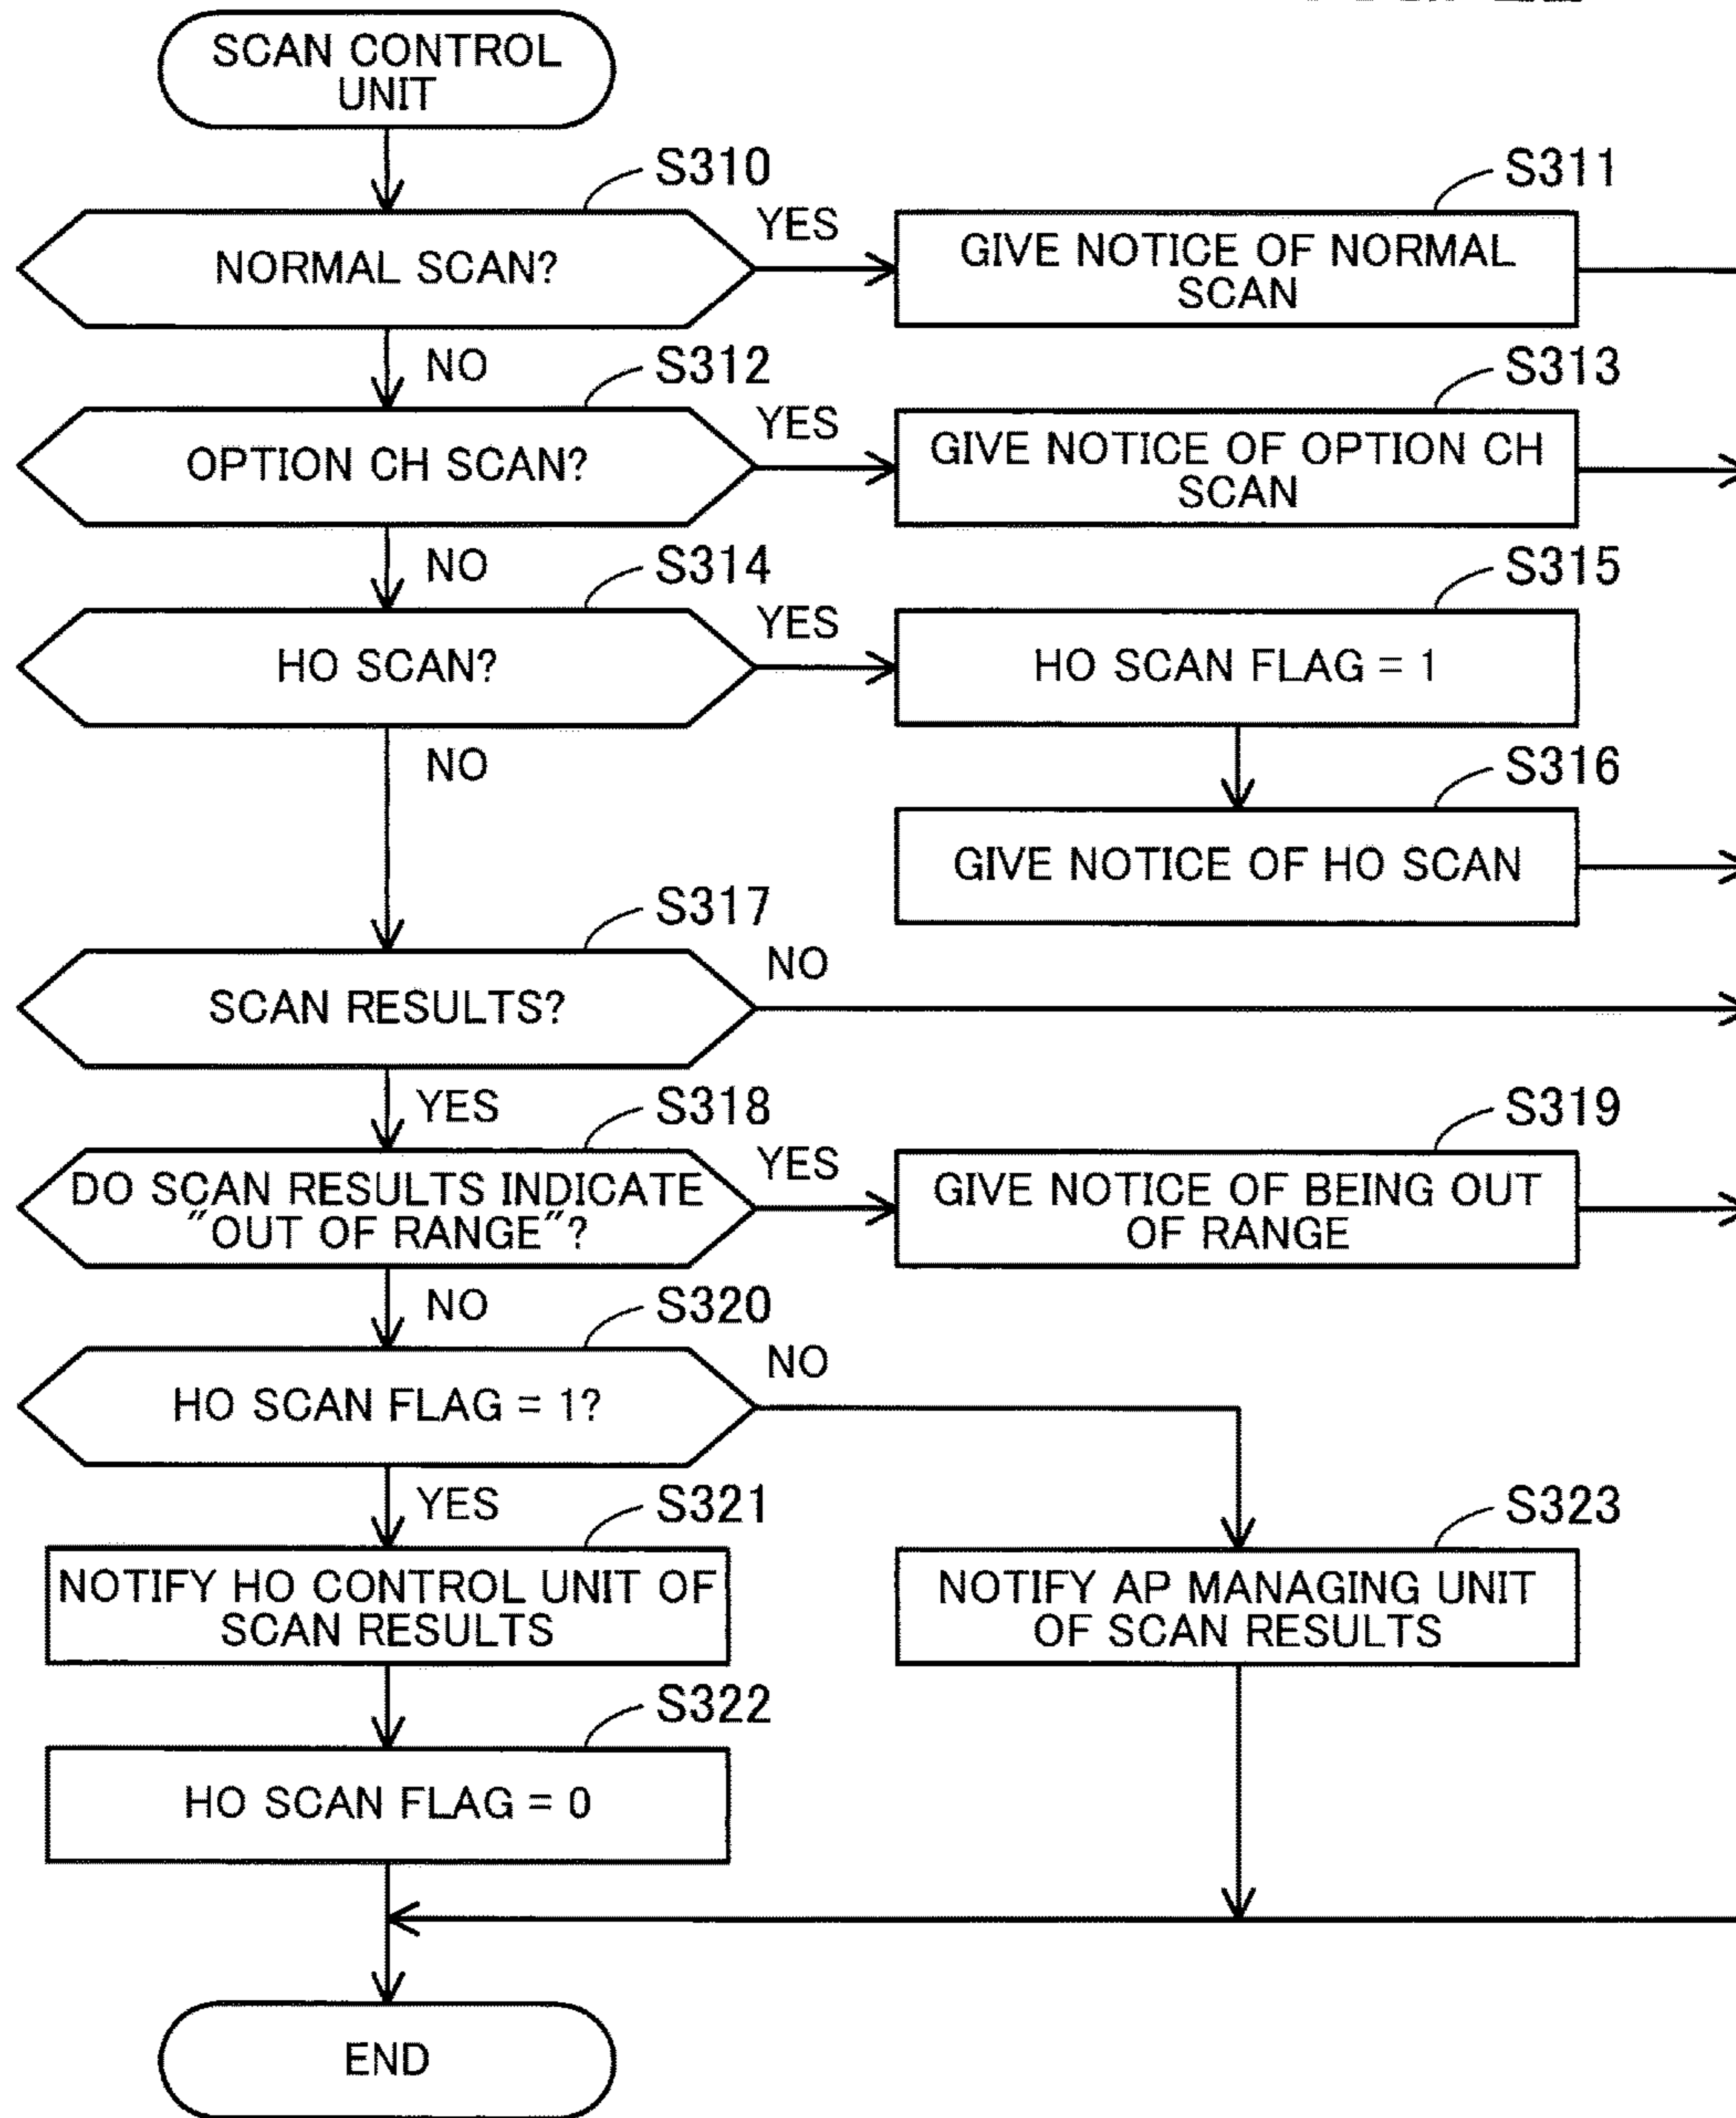 SCAN CONTROL
UNIT
S310
NORMAL SCAN?
YES
S311
GIVE NOTICE OF NORMAL
SCAN
NO
S312
OPTION CH SCAN?
YES
S313
GIVE NOTICE OF OPTION CH
SCAN
NO
S314
HO SCAN?
YES
S315
HO SCAN FLAG = 1
NO
S316
GIVE NOTICE OF HO SCAN
S317
SCAN RESULTS?
NO
YES
S318
DO SCAN RESULTS INDICATE
"OUT OF RANGE"?
YES
S319
GIVE NOTICE OF BEING OUT
OF RANGE
NO
S320
HO SCAN FLAG = 1?
NO
YES
S321
NOTIFY HO CONTROL UNIT OF
SCAN RESULTS
S323
NOTIFY AP MANAGING UNIT
OF SCAN RESULTS
S322
HO SCAN FLAG = 0
END